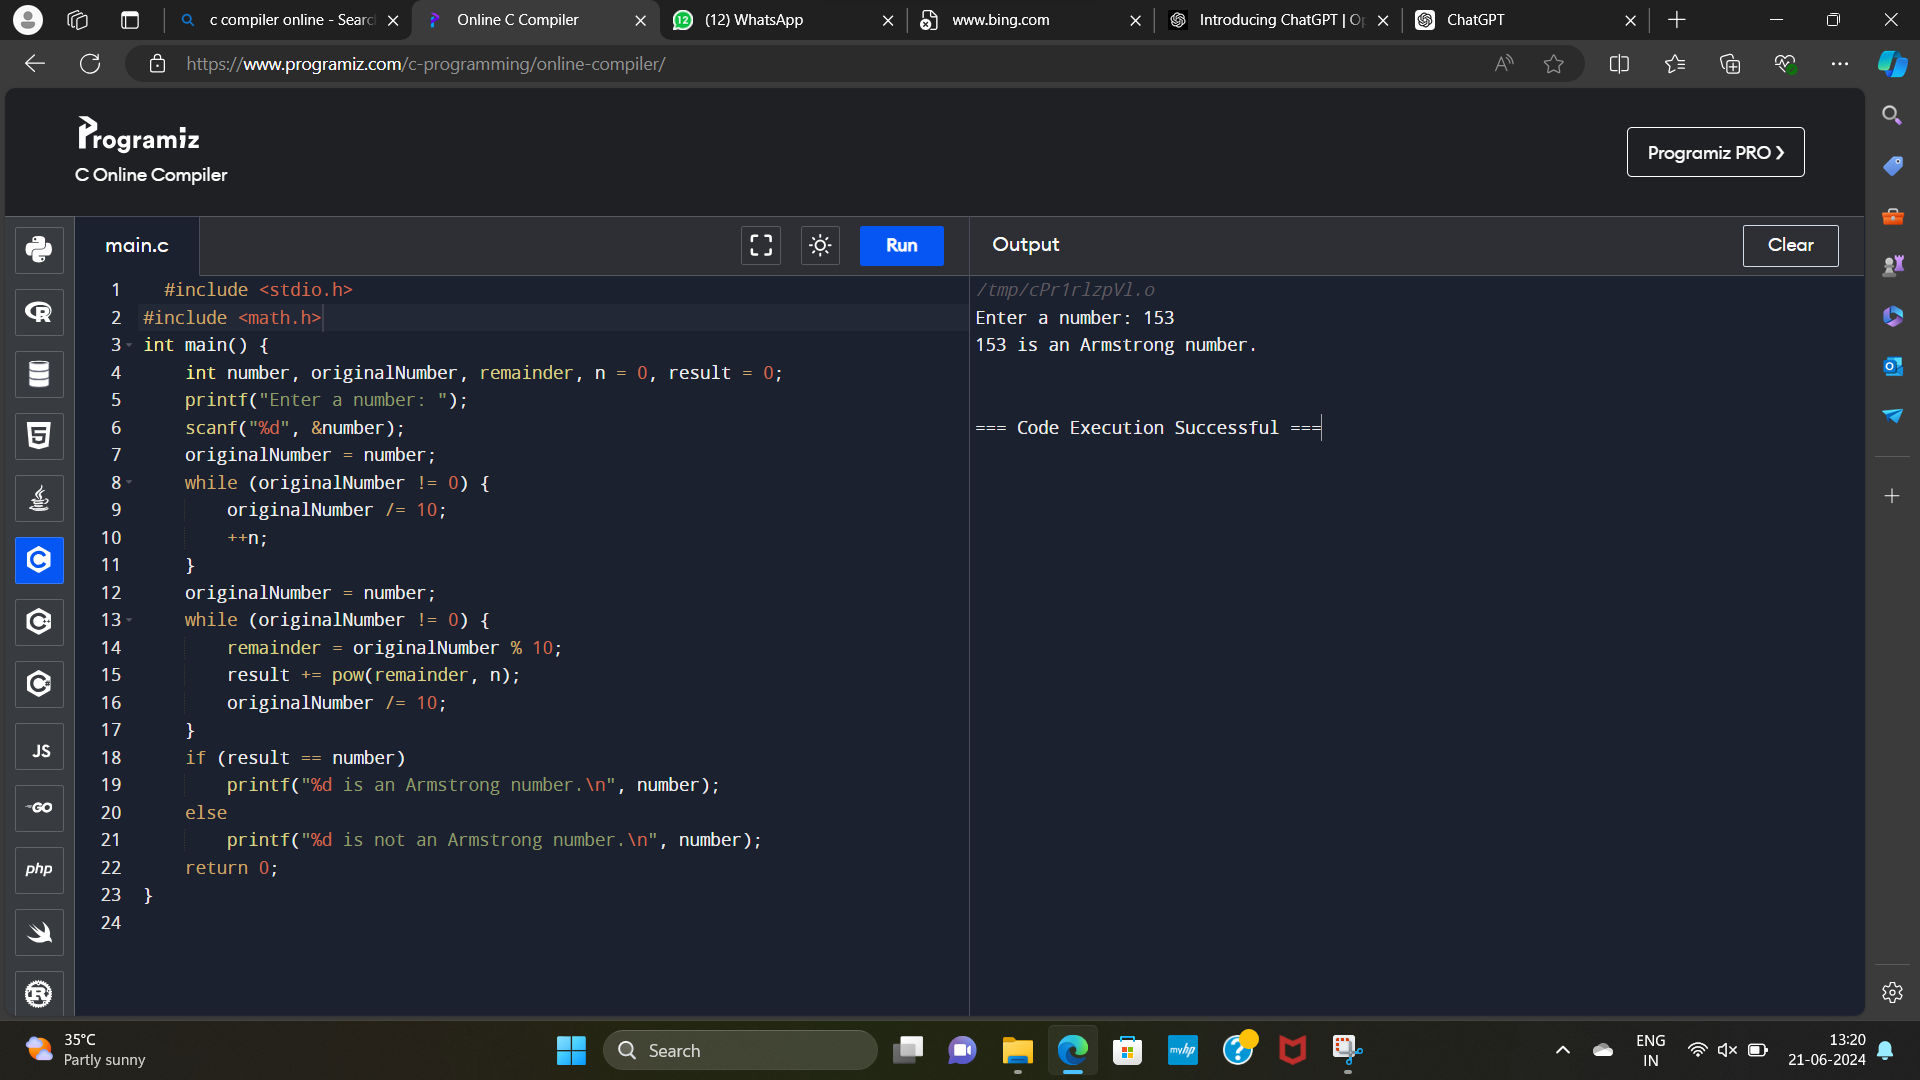 c compiler online - Searc
Online C Compiler
(12) WhatsApp
www.bing.com
Introducing ChatGPT | Op
ChatGPT
https://www.programiz.com/c-programming/online-compiler/
Programiz
C Online Compiler
Programiz PRO ❯
main.c
Run
Output
Clear
1 #include <stdio.h>
2 #include <math.h>
3 int main() {
4 int number, originalNumber, remainder, n = 0, result = 0;
5 printf("Enter a number: ");
6 scanf("%d", &number);
7 originalNumber = number;
8 while (originalNumber != 0) {
9 originalNumber /= 10;
10 ++n;
11 }
12 originalNumber = number;
13 while (originalNumber != 0) {
14 remainder = originalNumber % 10;
15 result += pow(remainder, n);
16 originalNumber /= 10;
17 }
18 if (result == number)
19 printf("%d is an Armstrong number.\n", number);
20 else
21 printf("%d is not an Armstrong number.\n", number);
22 return 0;
23 }
24
/tmp/cPr1rlzpVl.o
Enter a number: 153
153 is an Armstrong number.
=== Code Execution Successful ===
JS
GO
php
35°C
Partly sunny
Search
myhp
ENG
IN
13:20
21-06-2024